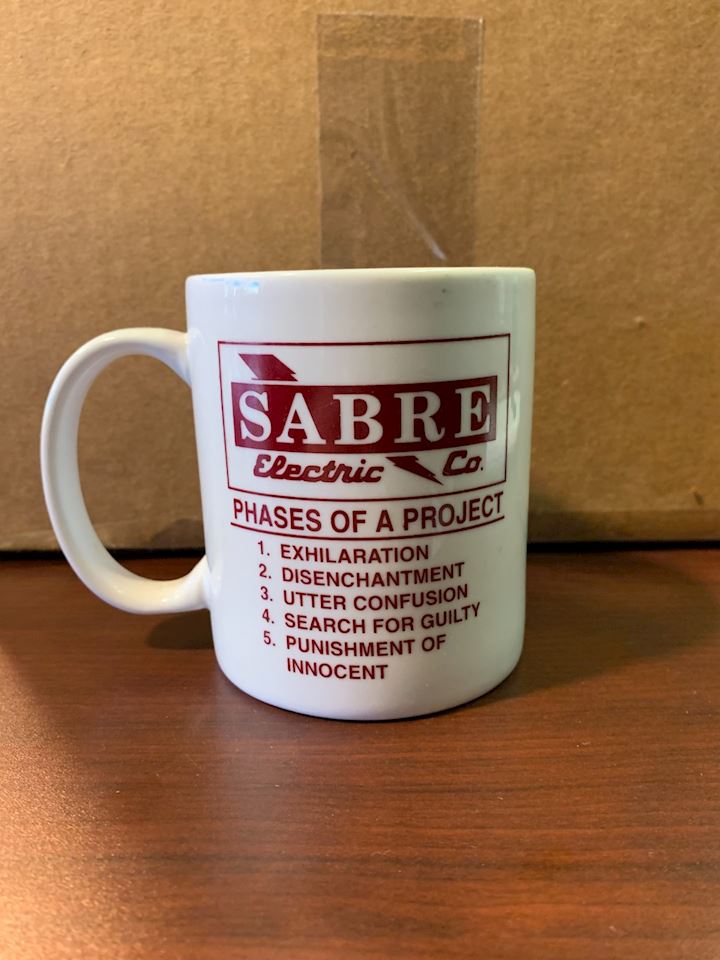 SABRE
Electric Co.
PHASES OF A PROJECT
1. EXHILARATION
2. DISENCHANTMENT
3. UTTER CONFUSION
4. SEARCH FOR GUILTY
5. PUNISHMENT OF
INNOCENT